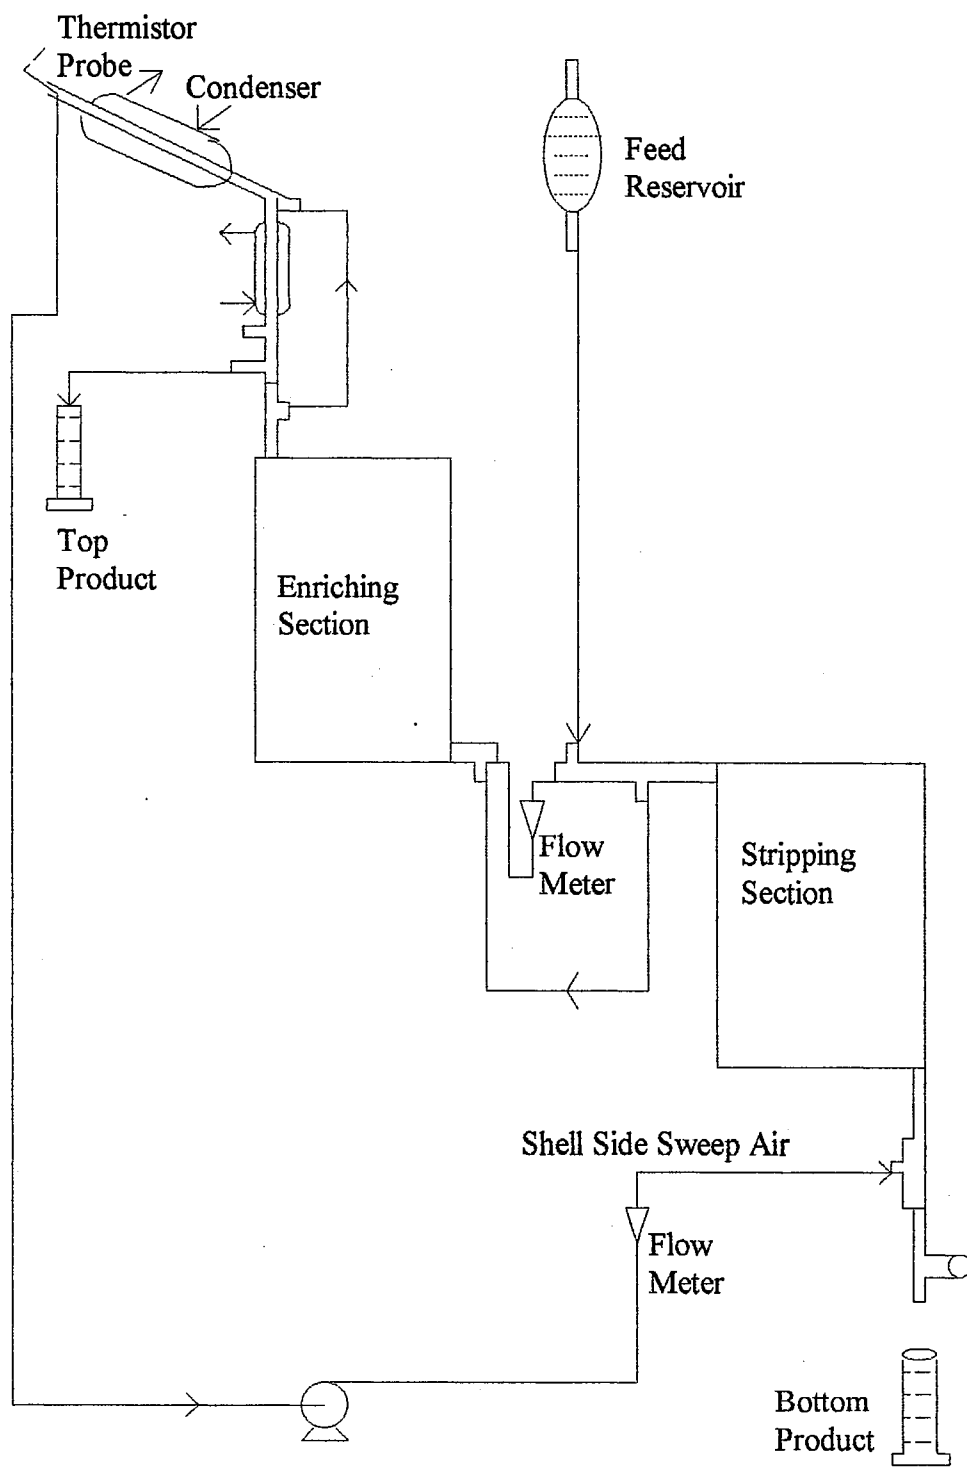 Thermistor
Probe
Condenser
Feed
Reservoir
Top
Product
Enriching
Section
Flow
Meter
Stripping
Section
Shell Side Sweep Air
Flow
Meter
Bottom
Product